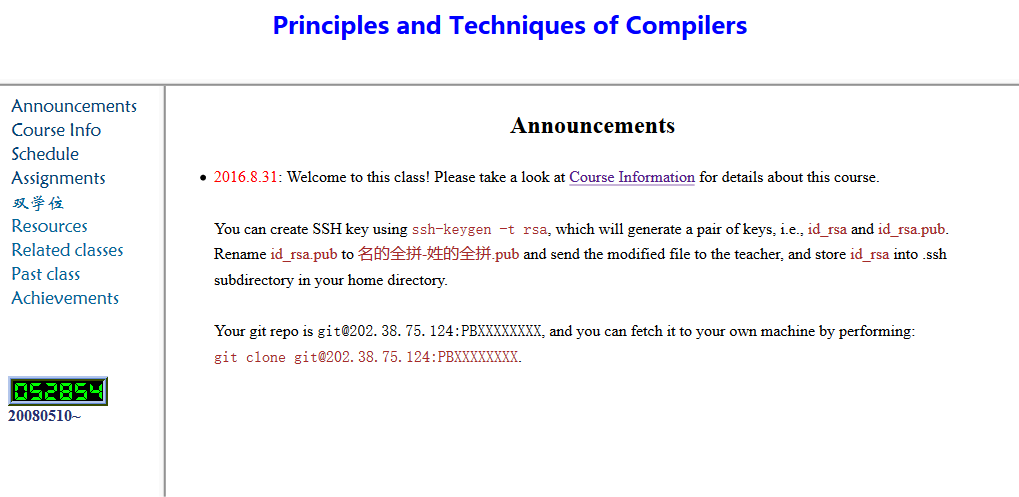 Principles and Techniques of Compilers
Announcements
Course Info
Schedule
Assignments
双学位
Resources
Related classes
Past class
Achievements
052854
20080510~
Announcements
2016.8.31: Welcome to this class! Please take a look at Course Information for details about this course.
You can create SSH key using ssh-keygen -t rsa, which will generate a pair of keys, i.e., id_rsa and id_rsa.pub.
Rename id_rsa.pub to 名的全拼-姓的全拼.pub and send the modified file to the teacher, and store id_rsa into .ssh
subdirectory in your home directory.
Your git repo is git@202.38.75.124:PBXXXXXXXX, and you can fetch it to your own machine by performing:
git clone git@202.38.75.124:PBXXXXXXXX.